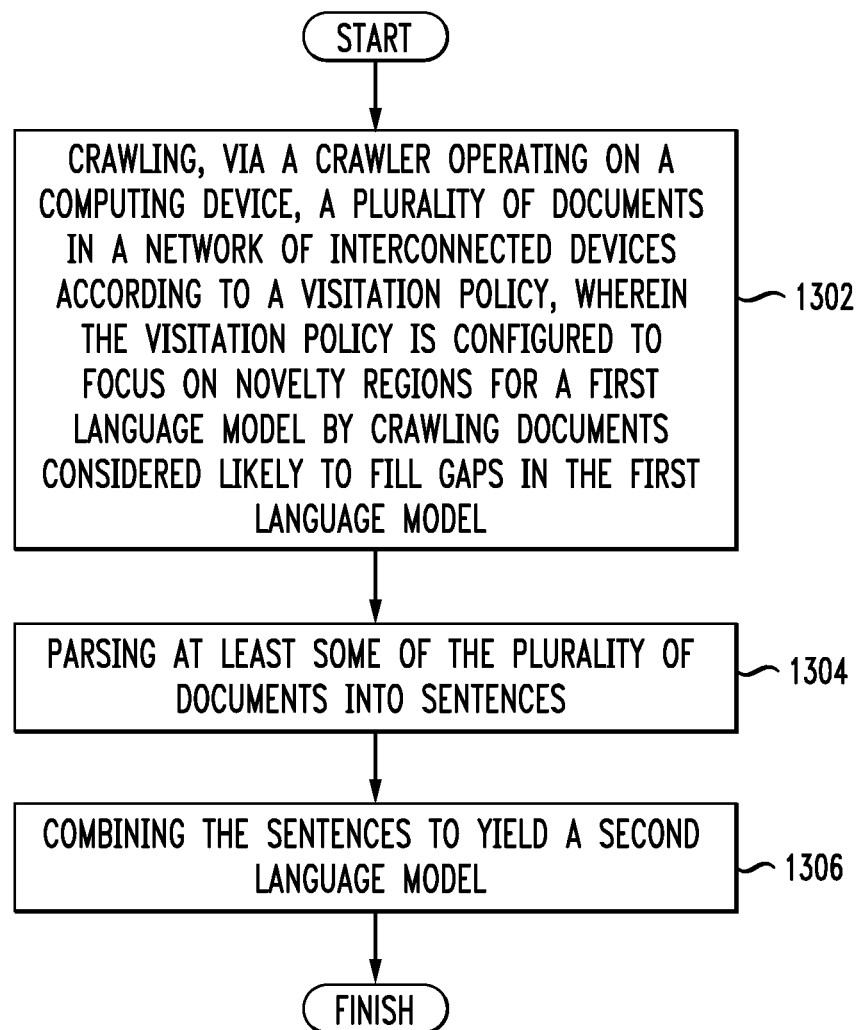 START
CRAWLING, VIA A CRAWLER OPERATING ON A
COMPUTING DEVICE, A PLURALITY OF DOCUMENTS
IN A NETWORK OF INTERCONNECTED DEVICES
ACCORDING TO A VISITATION POLICY, WHEREIN
THE VISITATION POLICY IS CONFIGURED TO
FOCUS ON NOVELTY REGIONS FOR A FIRST
LANGUAGE MODEL BY CRAWLING DOCUMENTS
CONSIDERED LIKELY TO FILL GAPS IN THE FIRST
LANGUAGE MODEL
1302
PARSING AT LEAST SOME OF THE PLURALITY OF
DOCUMENTS INTO SENTENCES
1304
COMBINING THE SENTENCES TO YIELD A SECOND
LANGUAGE MODEL
1306
FINISH